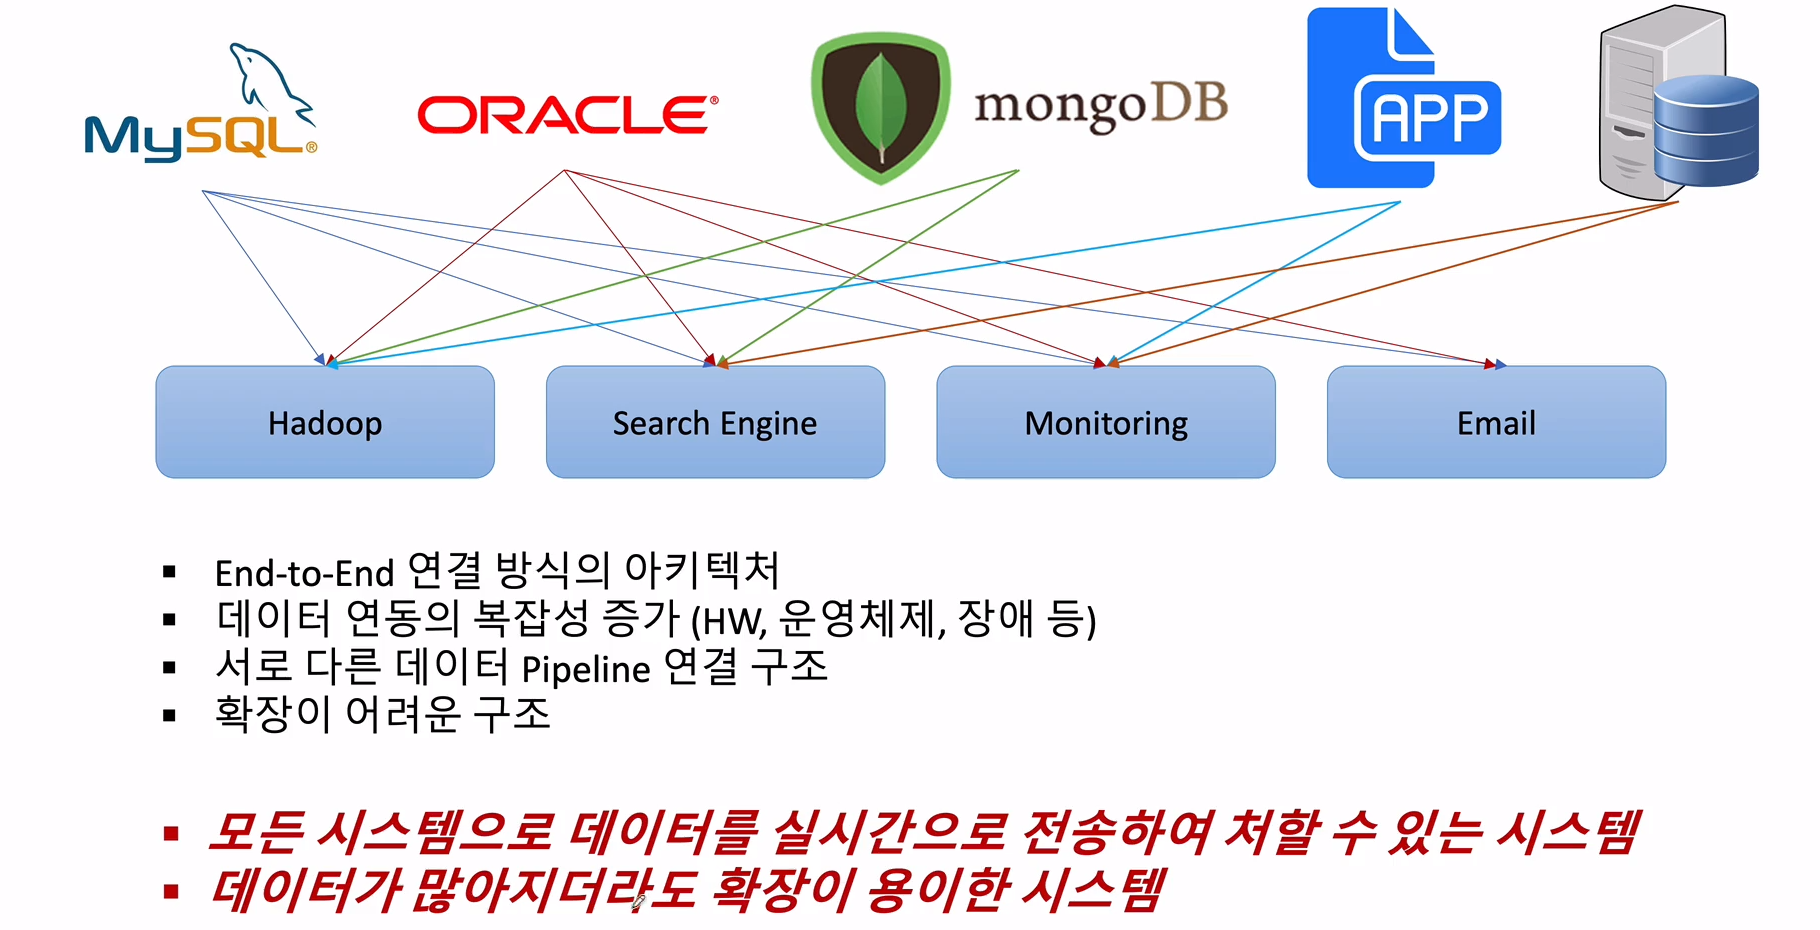 MySQL®
ORACLE®
mongoDB
APP
Hadoop
Search Engine
Monitoring
Email
▪ End-to-End 연결 방식의 아키텍처
▪ 데이터 연동의 복잡성 증가 (HW, 운영체제, 장애 등)
▪ 서로 다른 데이터 Pipeline 연결 구조
▪ 확장이 어려운 구조
▪ 모든 시스템으로 데이터를 실시간으로 전송하여 처할 수 있는 시스템
▪ 데이터가 많아지더라도 확장이 용이한 시스템